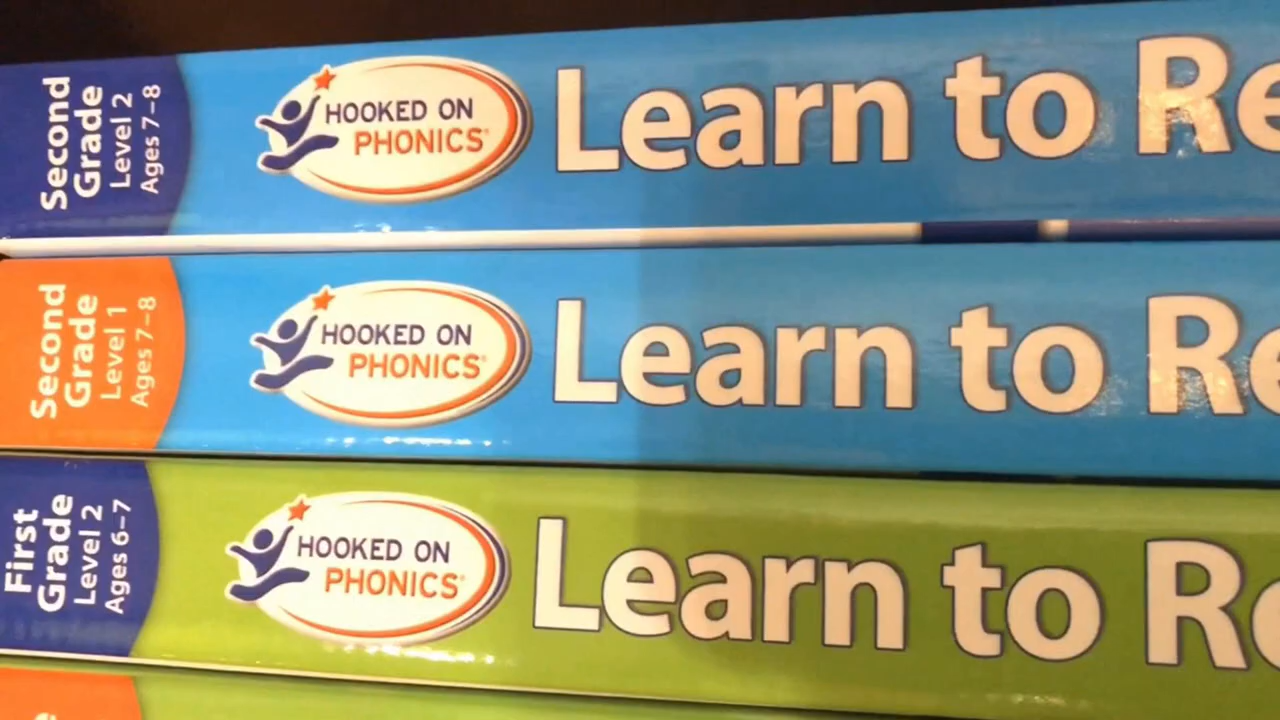 Second
Grade
Level 2
Ages 7–8
HOOKED ON
PHONICS®
Learn to Re
Second
Grade
Level 1
Ages 7–8
HOOKED ON
PHONICS®
Learn to Re
First
Grade
Level 2
Ages 6–7
HOOKED ON
PHONICS®
Learn to Re